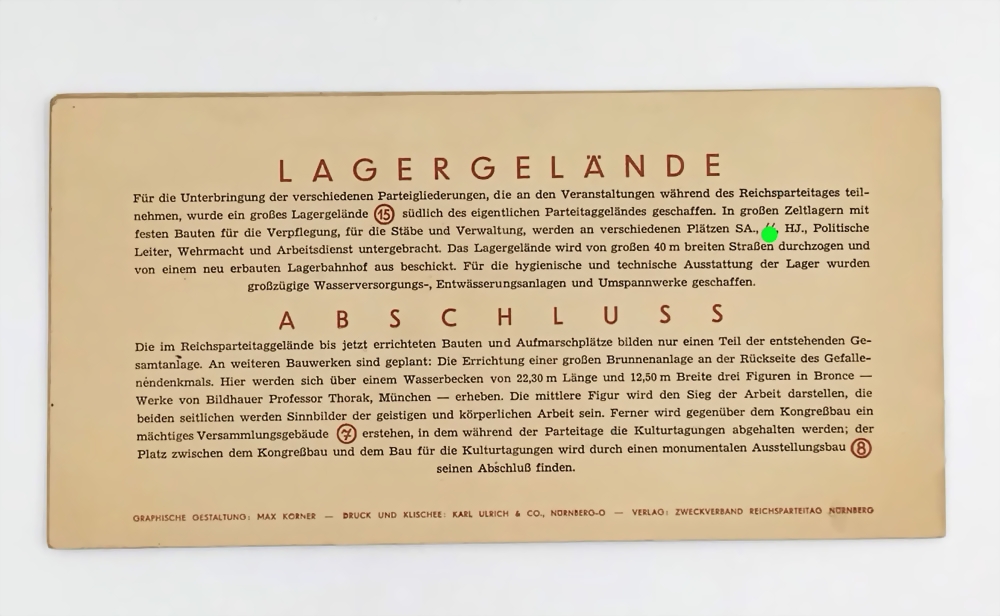 LAGERGELÄNDE
Für die Unterbringung der verschiedenen Parteigliederungen, die an den Veranstaltungen während des Reichsparteitages teil-
nehmen, wurde ein großes Lagergelände 15 südlich des eigentlichen Parteitaggeländes geschaffen. In großen Zeltlagern mit
festen Bauten für die Verpflegung, für die Stäbe und Verwaltung, werden an verschiedenen Plätzen SA., HJ., Politische
Leiter, Wehrmacht und Arbeitsdienst untergebracht. Das Lagergelände wird von großen 40 m breiten Straßen durchzogen und
von einem neu erbauten Lagerbahnhof aus beschickt. Für die hygienische und technische Ausstattung der Lager wurden
großzügige Wasserversorgungs-, Entwässerungsanlagen und Umspannwerke geschaffen.
ABSCHLUSS
Die im Reichsparteitaggelände bis jetzt errichteten Bauten und Aufmarschplätze bilden nur einen Teil der entstehenden Ge-
samtanlage. An weiteren Bauwerken sind geplant: Die Errichtung einer großen Brunnenanlage an der Rückseite des Gefalle-
nendenkmals. Hier werden sich über einem Wasserbecken von 22,30 m Länge und 12,50 m Breite drei Figuren in Bronce —
Werke von Bildhauer Professor Thorak, München — erheben. Die mittlere Figur wird den Sieg der Arbeit darstellen, die
beiden seitlichen werden Sinnbilder der geistigen und körperlichen Arbeit sein. Ferner wird gegenüber dem Kongreßbau ein
mächtiges Versammlungsgebäude 7 erstehen, in dem während der Parteitage die Kulturtagungen abgehalten werden; der
Platz zwischen dem Kongreßbau und dem Bau für die Kulturtagungen wird durch einen monumentalen Ausstellungsbau 8
seinen Abschluß finden.
GRAPHISCHE GESTALTUNG: MAX KÖRNER — DRUCK UND KLISCHEE: KARL ULRICH & CO., NÜRNBERG-O — VERLAG: ZWECKVERBAND REICHSPARTEITAG NÜRNBERG